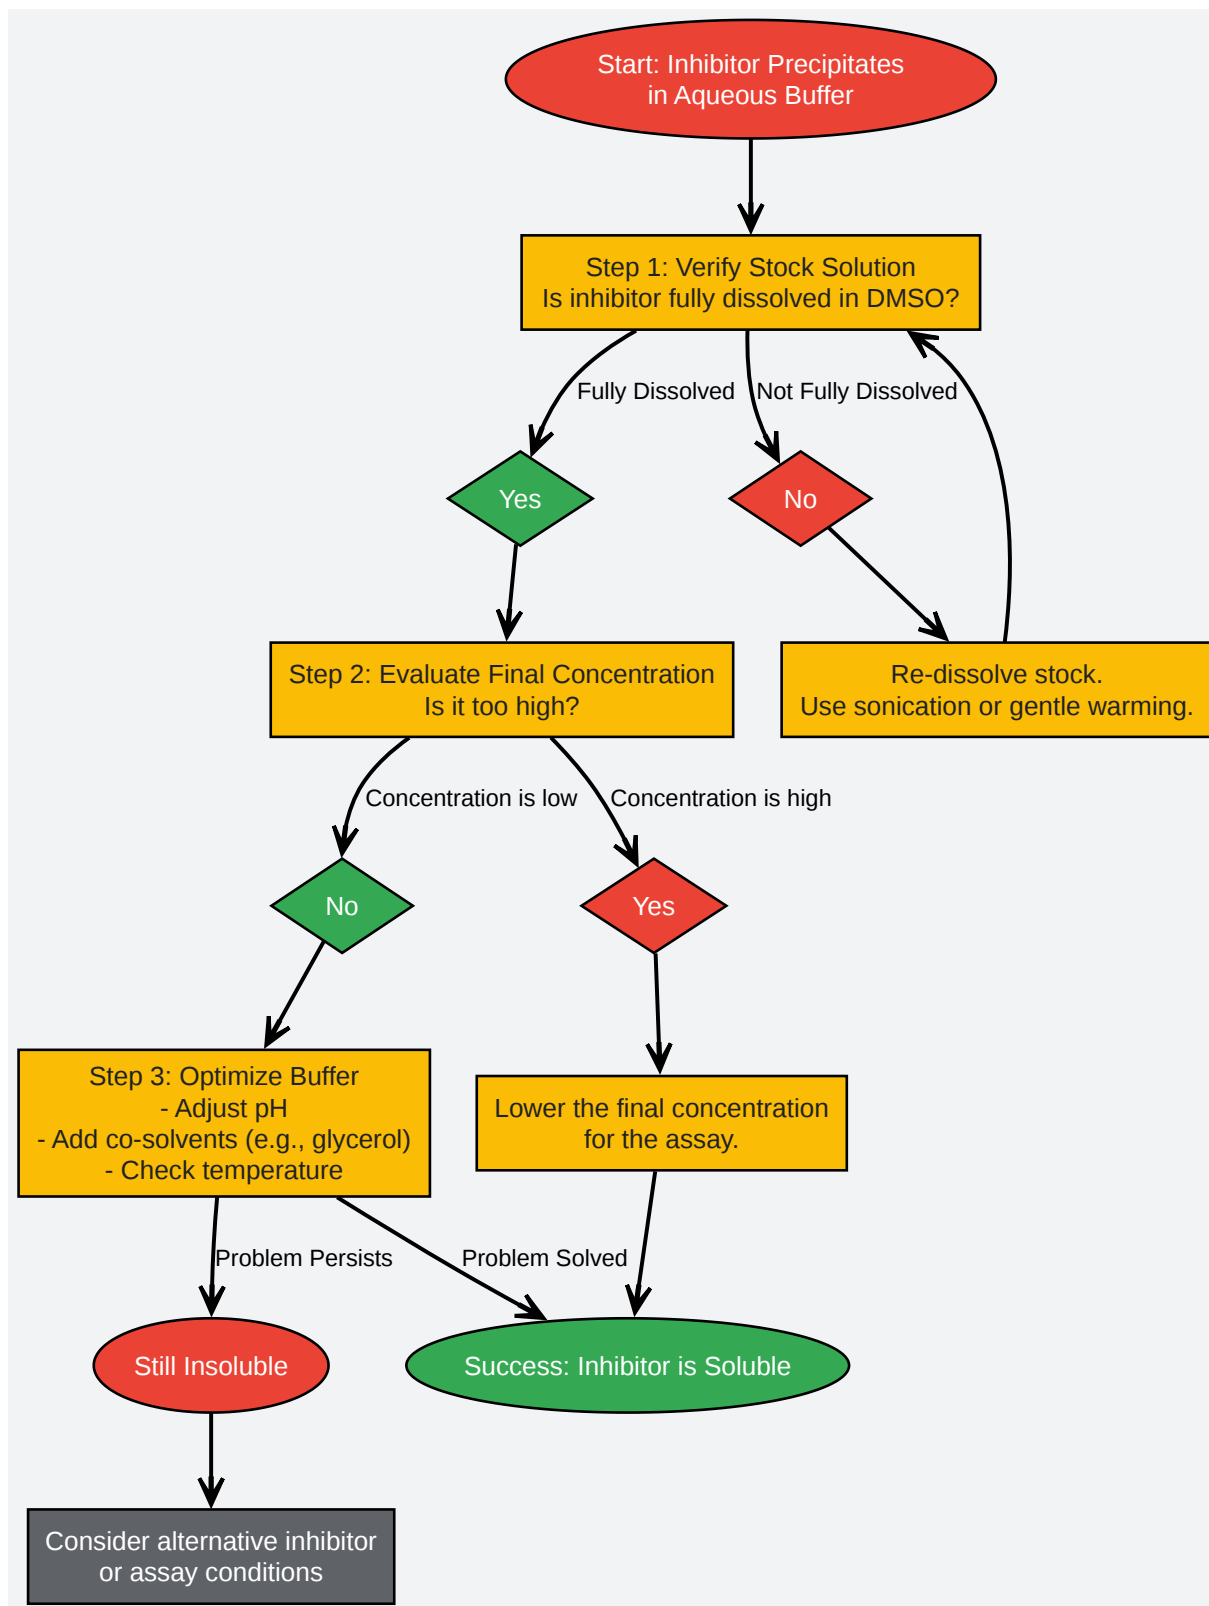 Start: Inhibitor Precipitates
in Aqueous Buffer
Step 1: Verify Stock Solution
Is inhibitor fully dissolved in DMSO?
Fully Dissolved
Not Fully Dissolved
Yes
No
Step 2: Evaluate Final Concentration
Is it too high?
Re-dissolve stock.
Use sonication or gentle warming.
Concentration is low
Concentration is high
No
Yes
Step 3: Optimize Buffer
- Adjust pH
- Add co-solvents (e.g., glycerol)
- Check temperature
Lower the final concentration
for the assay.
Problem Persists
Problem Solved
Still Insoluble
Success: Inhibitor is Soluble
Consider alternative inhibitor
or assay conditions